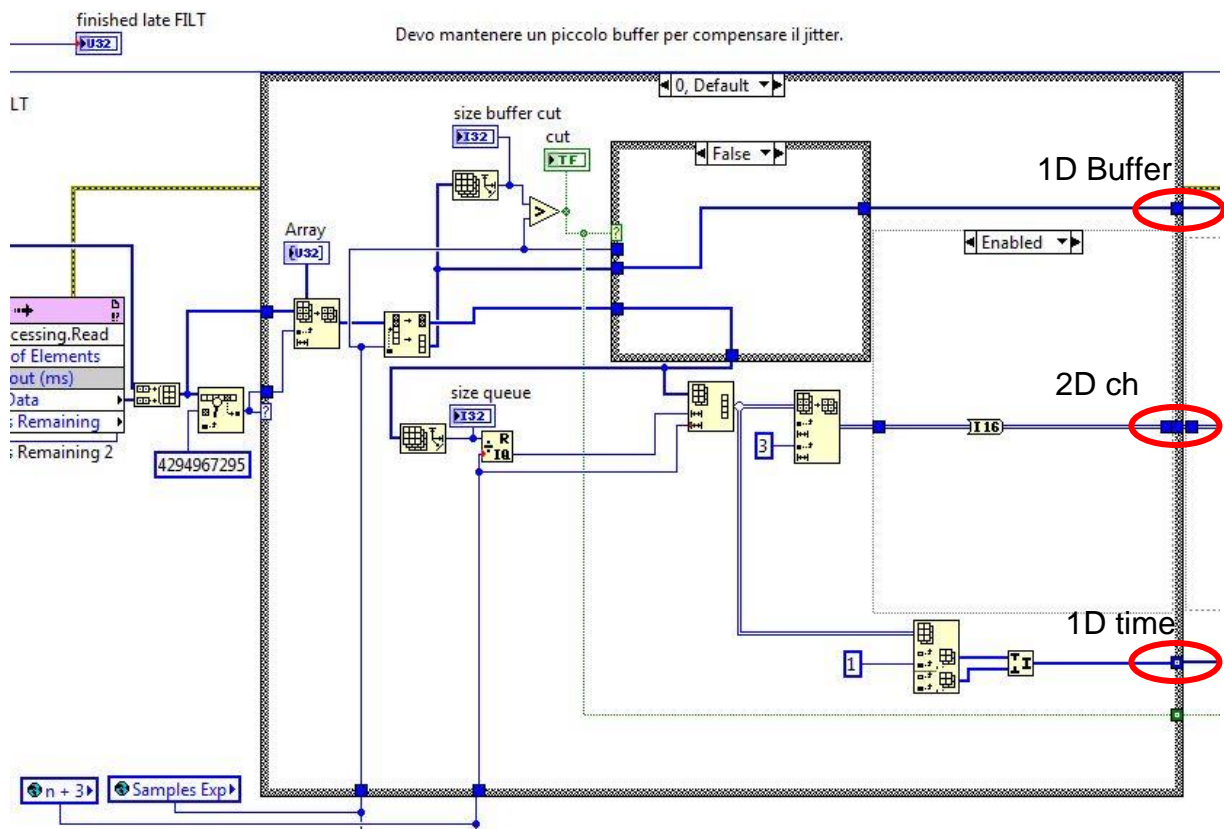 finished late FILT
U32
Devo mantenere un piccolo buffer per compensare il jitter.
LT
0, Default
size buffer cut
I32
cut
TF
False
1D Buffer
Array
U32
Enabled
cessing.Read
of Elements
out (ms)
Data
s Remaining
s Remaining 2
4294967295
size queue
I32
R
IQ
3
I16
2D ch
1D time
1
n + 3
Samples Exp